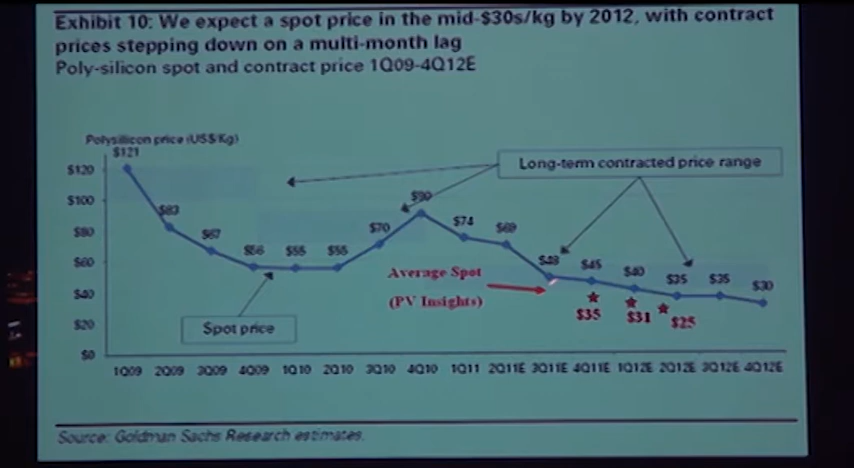 Exhibit 10: We expect a spot price in the mid-$30s/kg by 2012, with contract
prices stepping down on a multi-month lag
Poly-silicon spot and contract price 1Q09-4Q12E
Polysilicon price (US$/Kg)
$120
$100
$80
$60
$40
$20
$0
$121
$83
$67
$56
$55
$55
$70
$90
$74
$69
$48
$45
$40
$35
$35
$30
Long-term contracted price range
Average Spot
(PV Insights)
$35
$31
$25
Spot price
1Q09 2Q09 3Q09 4Q09 1Q10 2Q10 3Q10 4Q10 1Q11 2Q11E 3Q11E 4Q11E 1Q12E 2Q12E 3Q12E 4Q12E
Source: Goldman Sachs Research estimates.